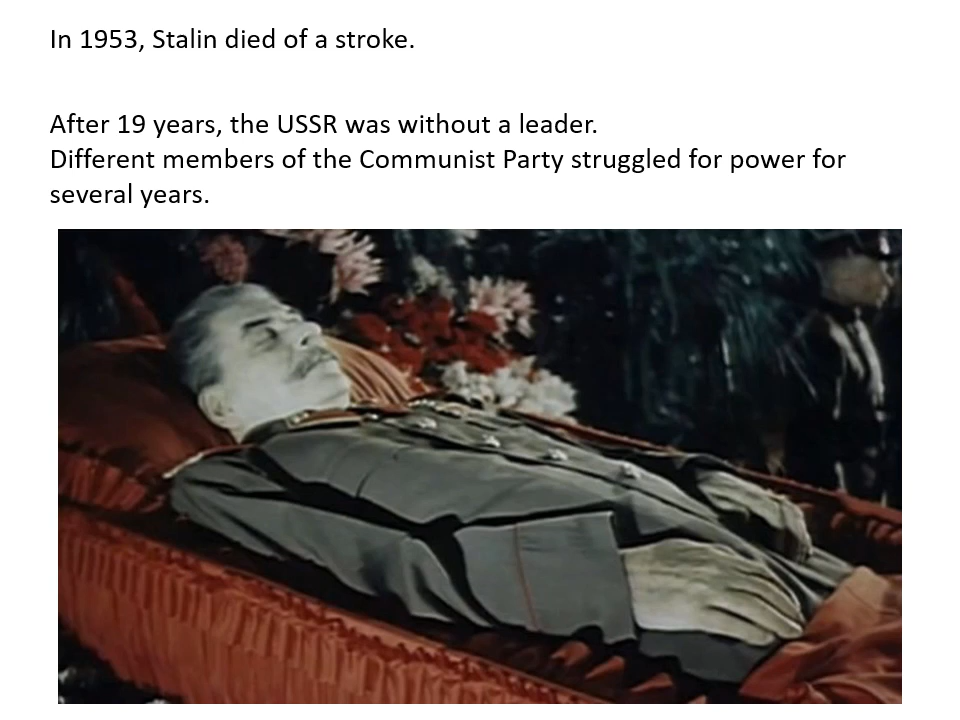 In 1953, Stalin died of a stroke.
After 19 years, the USSR was without a leader.
Different members of the Communist Party struggled for power for
several years.